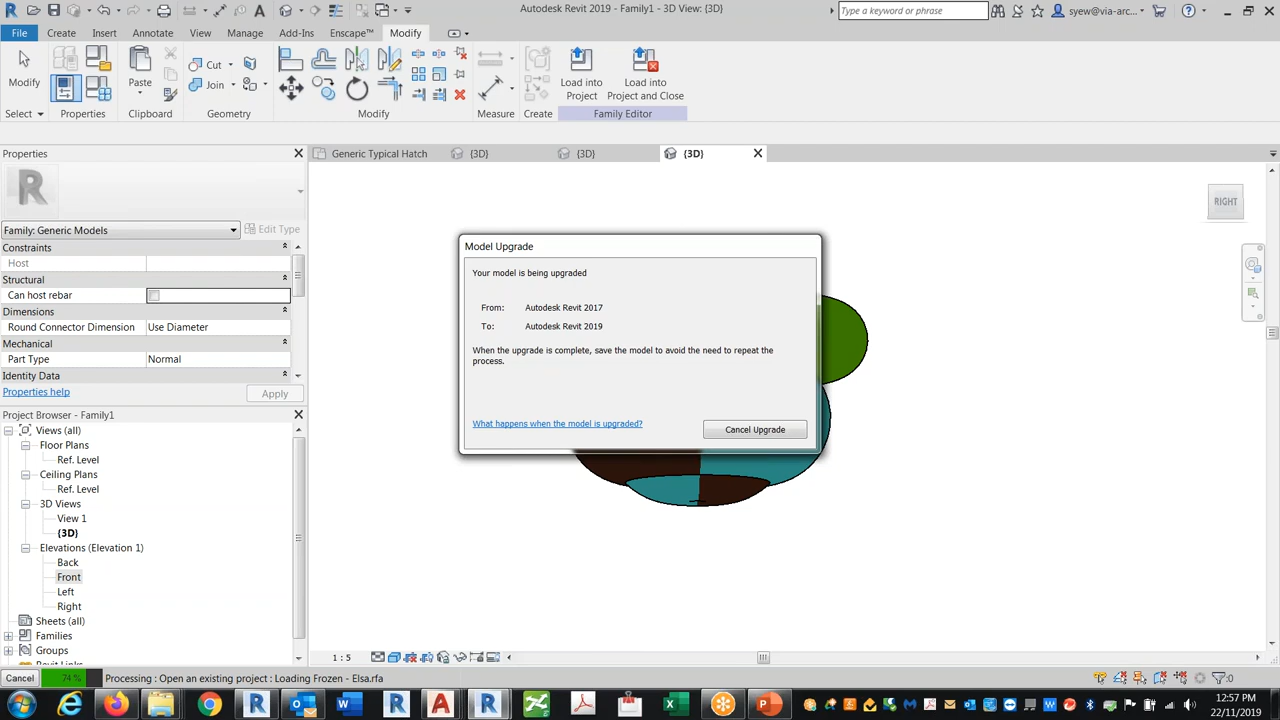 Autodesk Revit 2019 - Family1 - 3D View: {3D}
Type a keyword or phrase
syew@via-arc...
File Create Insert Annotate View Manage Add-Ins Enscape™ Modify
Modify
Paste
Cut
Join
Load into Project
Load into Project and Close
Select Properties Clipboard Geometry Modify Measure Create Family Editor
Properties
Generic Typical Hatch {3D} {3D} {3D}
RIGHT
Family: Generic Models Edit Type
Constraints
Host
Structural
Can host rebar
Dimensions
Round Connector Dimension Use Diameter
Mechanical
Part Type Normal
Identity Data
Properties help Apply
Project Browser - Family1
Views (all)
Floor Plans
Ref. Level
Ceiling Plans
Ref. Level
3D Views
View 1
{3D}
Elevations (Elevation 1)
Back
Front
Left
Right
Sheets (all)
Families
Groups
Revit Links
Model Upgrade
Your model is being upgraded
From: Autodesk Revit 2017
To: Autodesk Revit 2019
When the upgrade is complete, save the model to avoid the need to repeat the
process.
What happens when the model is upgraded? Cancel Upgrade
1 : 5
Cancel 74 % Processing : Open an existing project : Loading Frozen - Elsa.rfa
:0
12:57 PM
22/11/2019